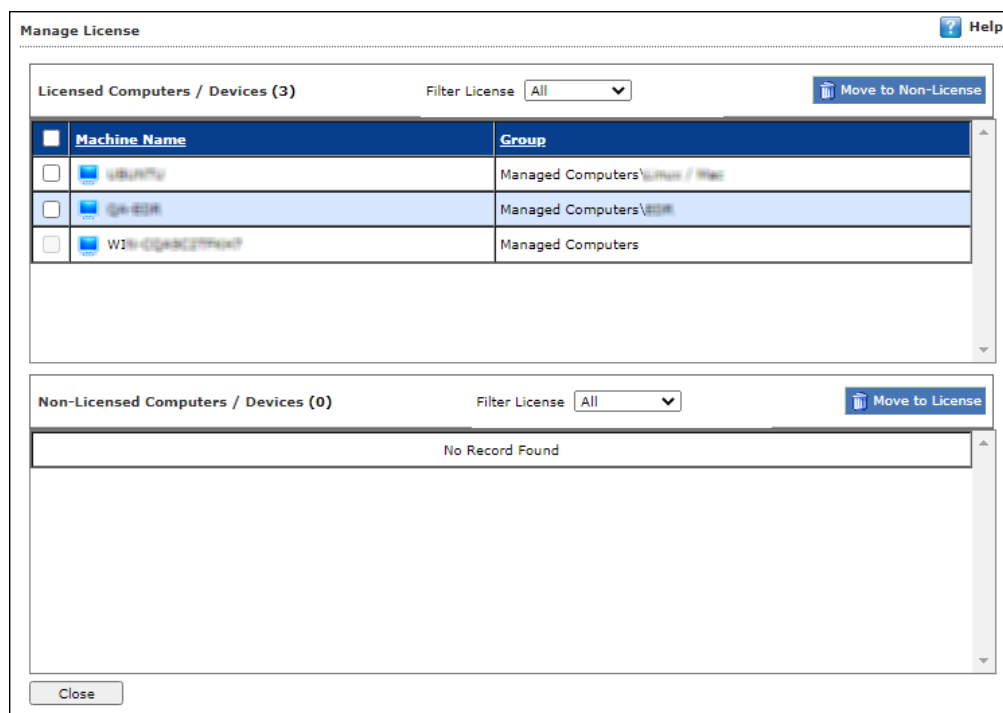 Manage License
Help
Licensed Computers / Devices (3)
Filter License
All
Move to Non-License
Machine Name
Group
Managed Computers\
Managed Computers\
WI
Managed Computers
Non-Licensed Computers / Devices (0)
Filter License
All
Move to License
No Record Found
Close